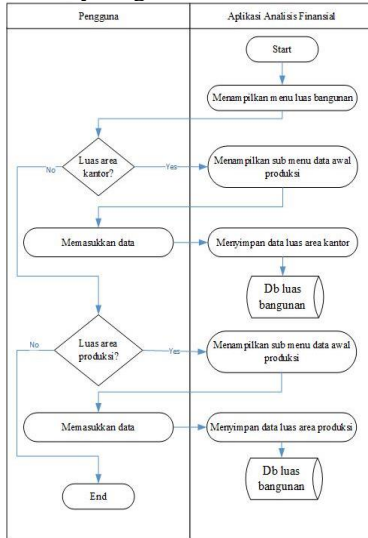 Pengguna
Aplikasi Analisis Finansial
Start
Menampilkan menu luas bangunan
Luas area
kantor?
No
Yes
Menampilkan sub menu data awal
produksi
Memasukkan data
Menyimpan data luas area kantor
Db luas
bangunan
Luas area
produksi?
No
Yes
Menampilkan sub menu data awal
produksi
Memasukkan data
Menyimpan data luas area produksi
Db luas
bangunan
End